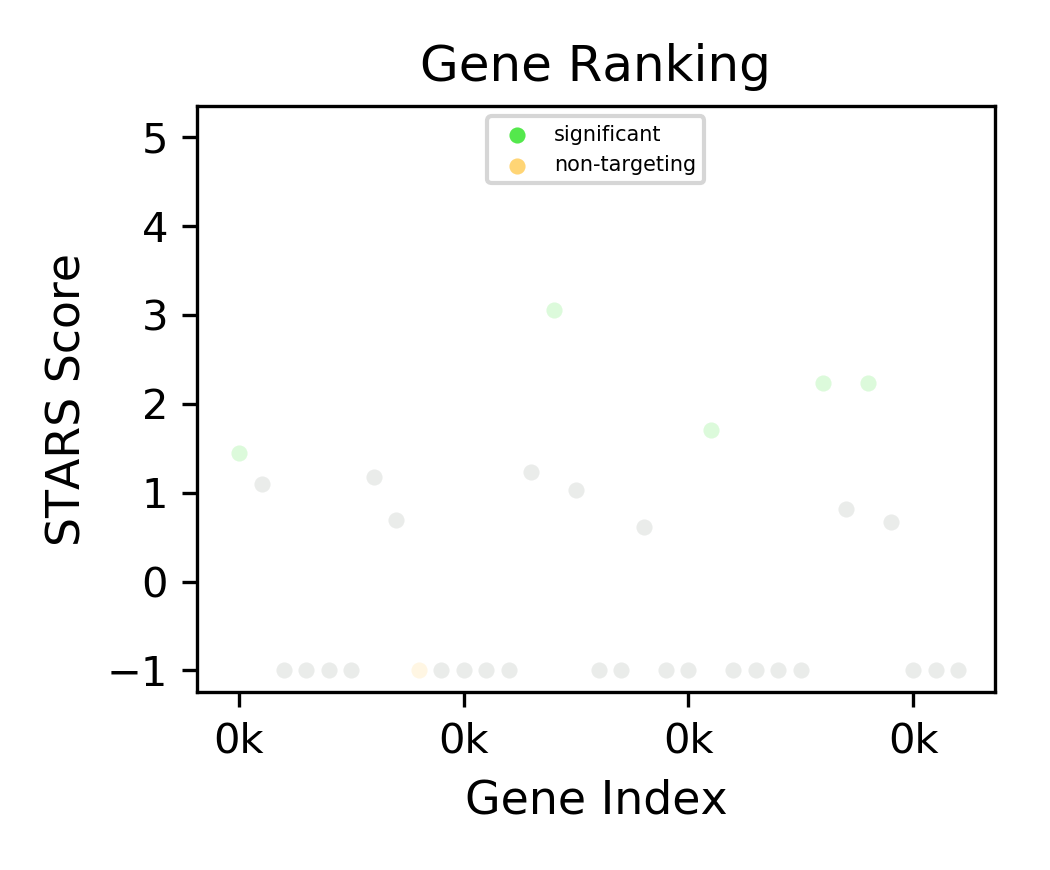 Gene Ranking
significant
non-targeting
5
4
3
2
1
0
−1
STARS Score
0k 0k 0k 0k
Gene Index